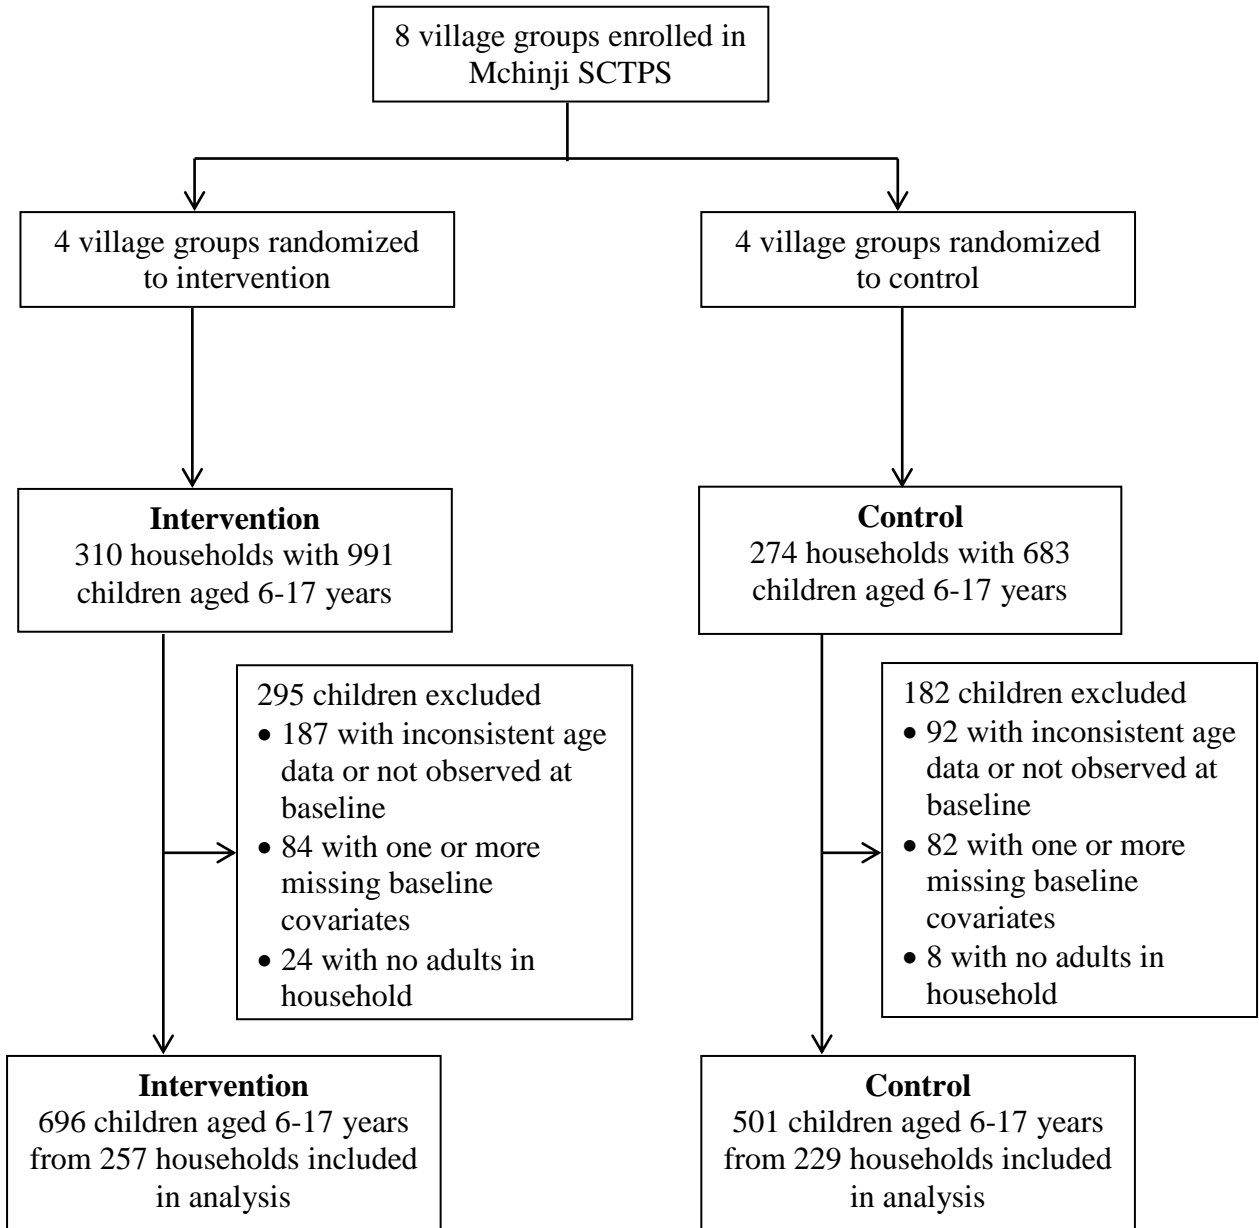 8 village groups enrolled in
Mchinji SCTPS
4 village groups randomized
to intervention
4 village groups randomized
to control
Intervention
310 households with 991
children aged 6-17 years
Control
274 households with 683
children aged 6-17 years
295 children excluded
• 187 with inconsistent age
data or not observed at
baseline
• 84 with one or more
missing baseline
covariates
• 24 with no adults in
household
182 children excluded
• 92 with inconsistent age
data or not observed at
baseline
• 82 with one or more
missing baseline
covariates
• 8 with no adults in
household
Intervention
696 children aged 6-17 years
from 257 households included
in analysis
Control
501 children aged 6-17 years
from 229 households included
in analysis